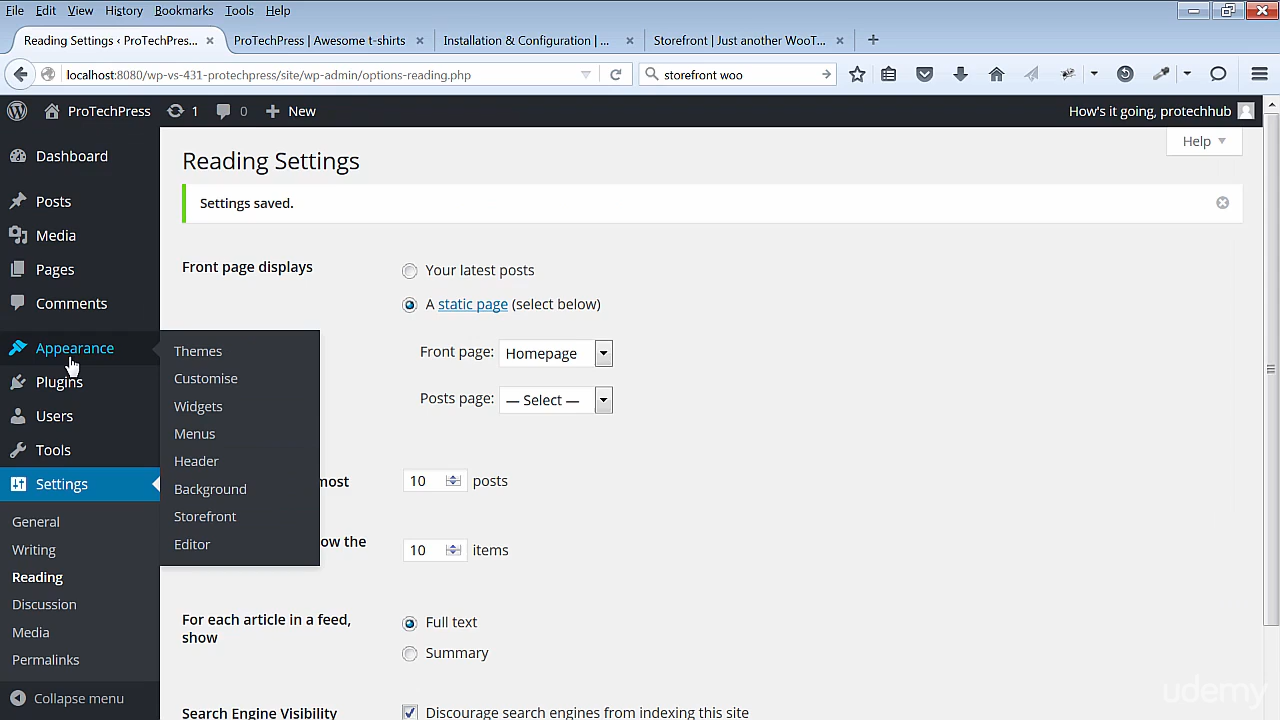 File Edit View History Bookmarks Tools Help
Reading Settings ‹ ProTechPres...
ProTechPress | Awesome t-shirts
Installation & Configuration | ...
Storefront | Just another WooT...
localhost:8080/wp-vs-431-protechpress/site/wp-admin/options-reading.php
storefront woo
ProTechPress 1 0 New
How's it going, protechhub
Help
Dashboard
Posts
Media
Pages
Comments
Appearance
Plugins
Users
Tools
Settings
General
Writing
Reading
Discussion
Media
Permalinks
Collapse menu
Themes
Customise
Widgets
Menus
Header
Background
Storefront
Editor
Reading Settings
Settings saved.
Front page displays
Your latest posts
A static page (select below)
Front page: Homepage
Posts page: — Select —
most
10 posts
ow the
10 items
For each article in a feed,
show
Full text
Summary
Search Engine Visibility
Discourage search engines from indexing this site
udemy